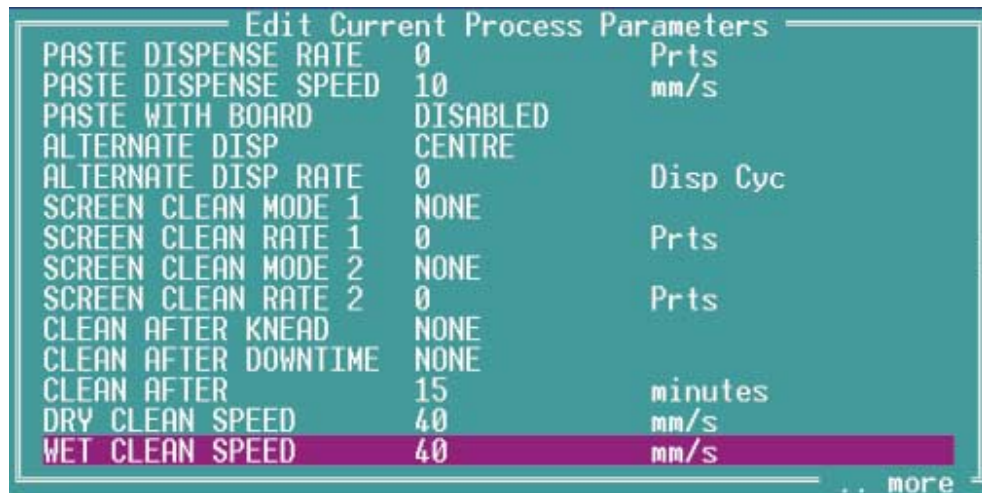 Edit Current Process Parameters
PASTE DISPENSE RATE 0 Prts
PASTE DISPENSE SPEED 10 mm/s
PASTE WITH BOARD DISABLED
ALTERNATE DISP CENTRE
ALTERNATE DISP RATE 0 Disp Cyc
SCREEN CLEAN MODE 1 NONE
SCREEN CLEAN RATE 1 0 Prts
SCREEN CLEAN MODE 2 NONE
SCREEN CLEAN RATE 2 0 Prts
CLEAN AFTER KNEAD NONE
CLEAN AFTER DOWNTIME NONE
CLEAN AFTER 15 minutes
DRY CLEAN SPEED 40 mm/s
WET CLEAN SPEED 40 mm/s
.. more